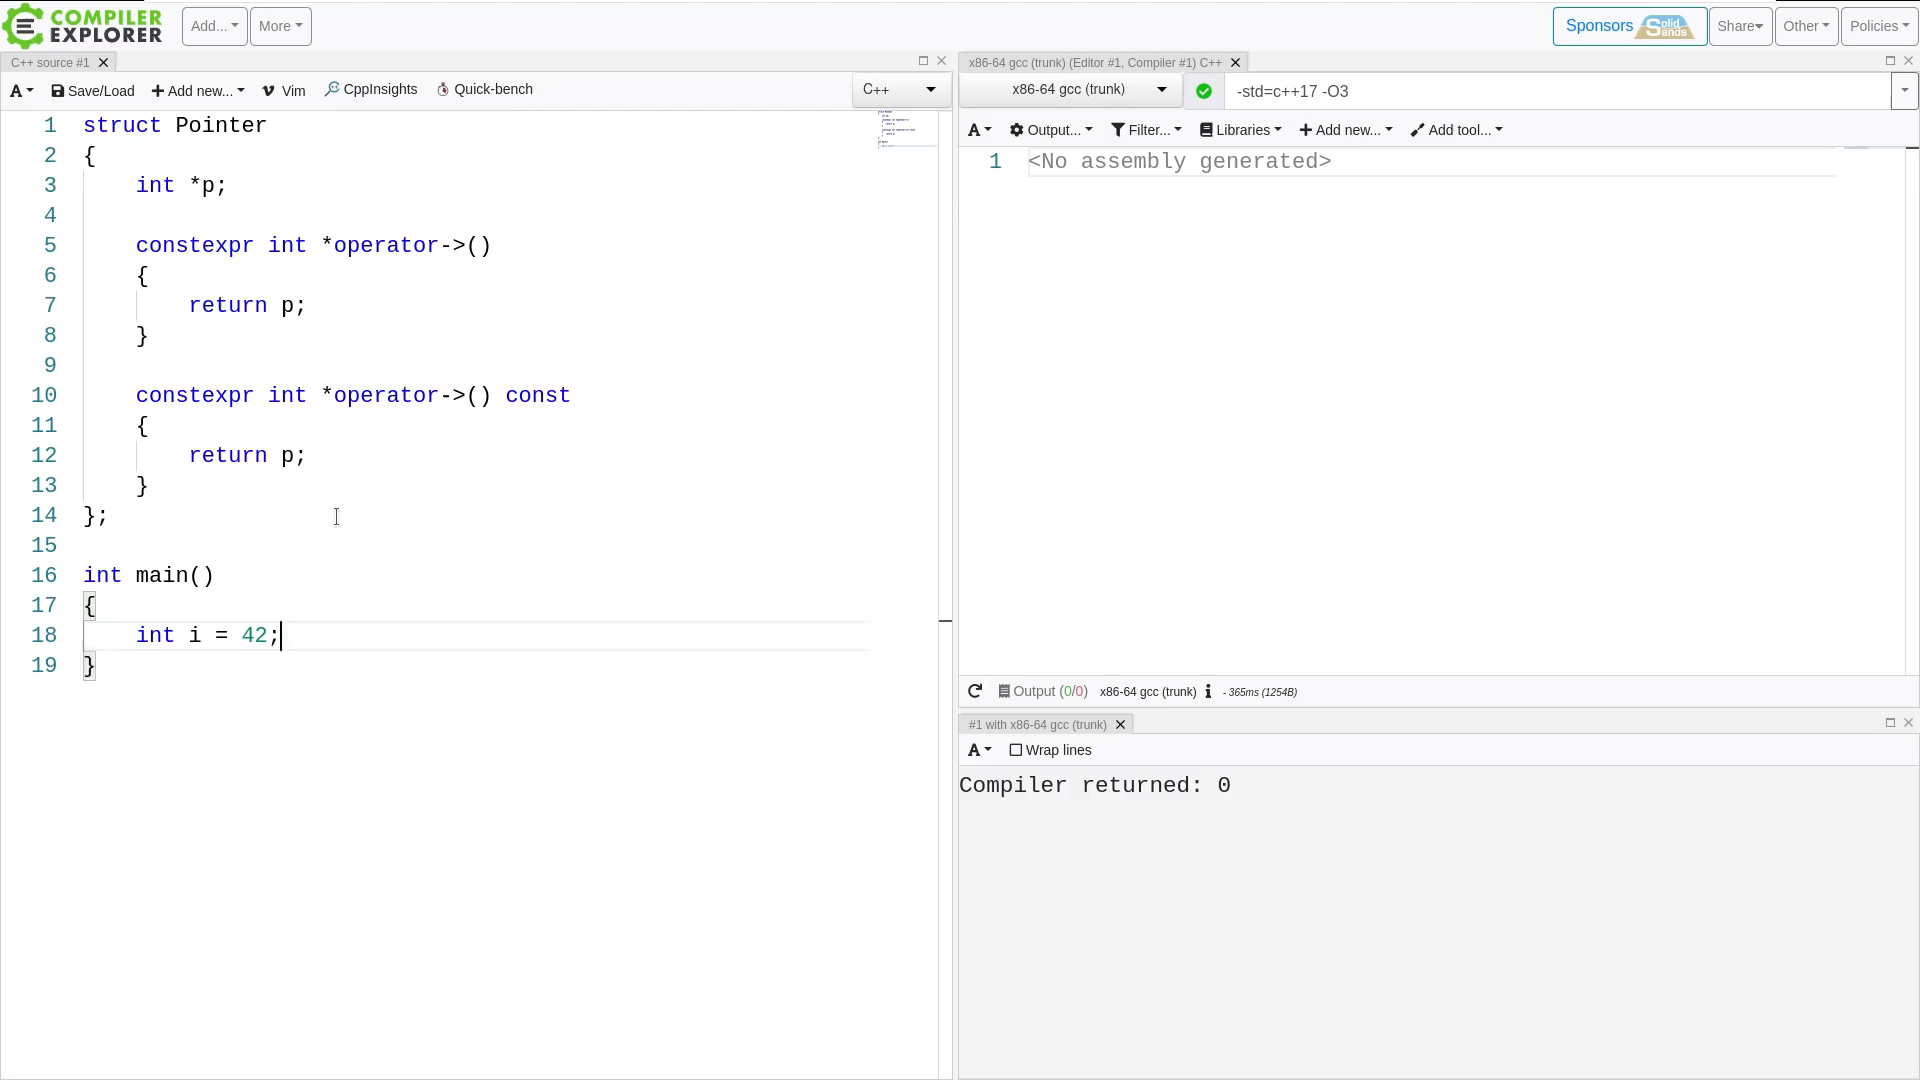 COMPILER
EXPLORER
Add...
More
Sponsors
Solid
Sands
Share
Other
Policies
C++ source #1
A
Save/Load
Add new...
Vim
CppInsights
Quick-bench
C++
1 struct Pointer
2 {
3 int *p;
4
5 constexpr int *operator->()
6 {
7 return p;
8 }
9
10 constexpr int *operator->() const
11 {
12 return p;
13 }
14 };
15
16 int main()
17 {
18 int i = 42;
19 }
x86-64 gcc (trunk) (Editor #1, Compiler #1) C++
x86-64 gcc (trunk)
-std=c++17 -O3
A
Output...
Filter...
Libraries
Add new...
Add tool...
1 <No assembly generated>
Output (0/0) x86-64 gcc (trunk) i - 365ms (1254B)
#1 with x86-64 gcc (trunk)
A
Wrap lines
Compiler returned: 0